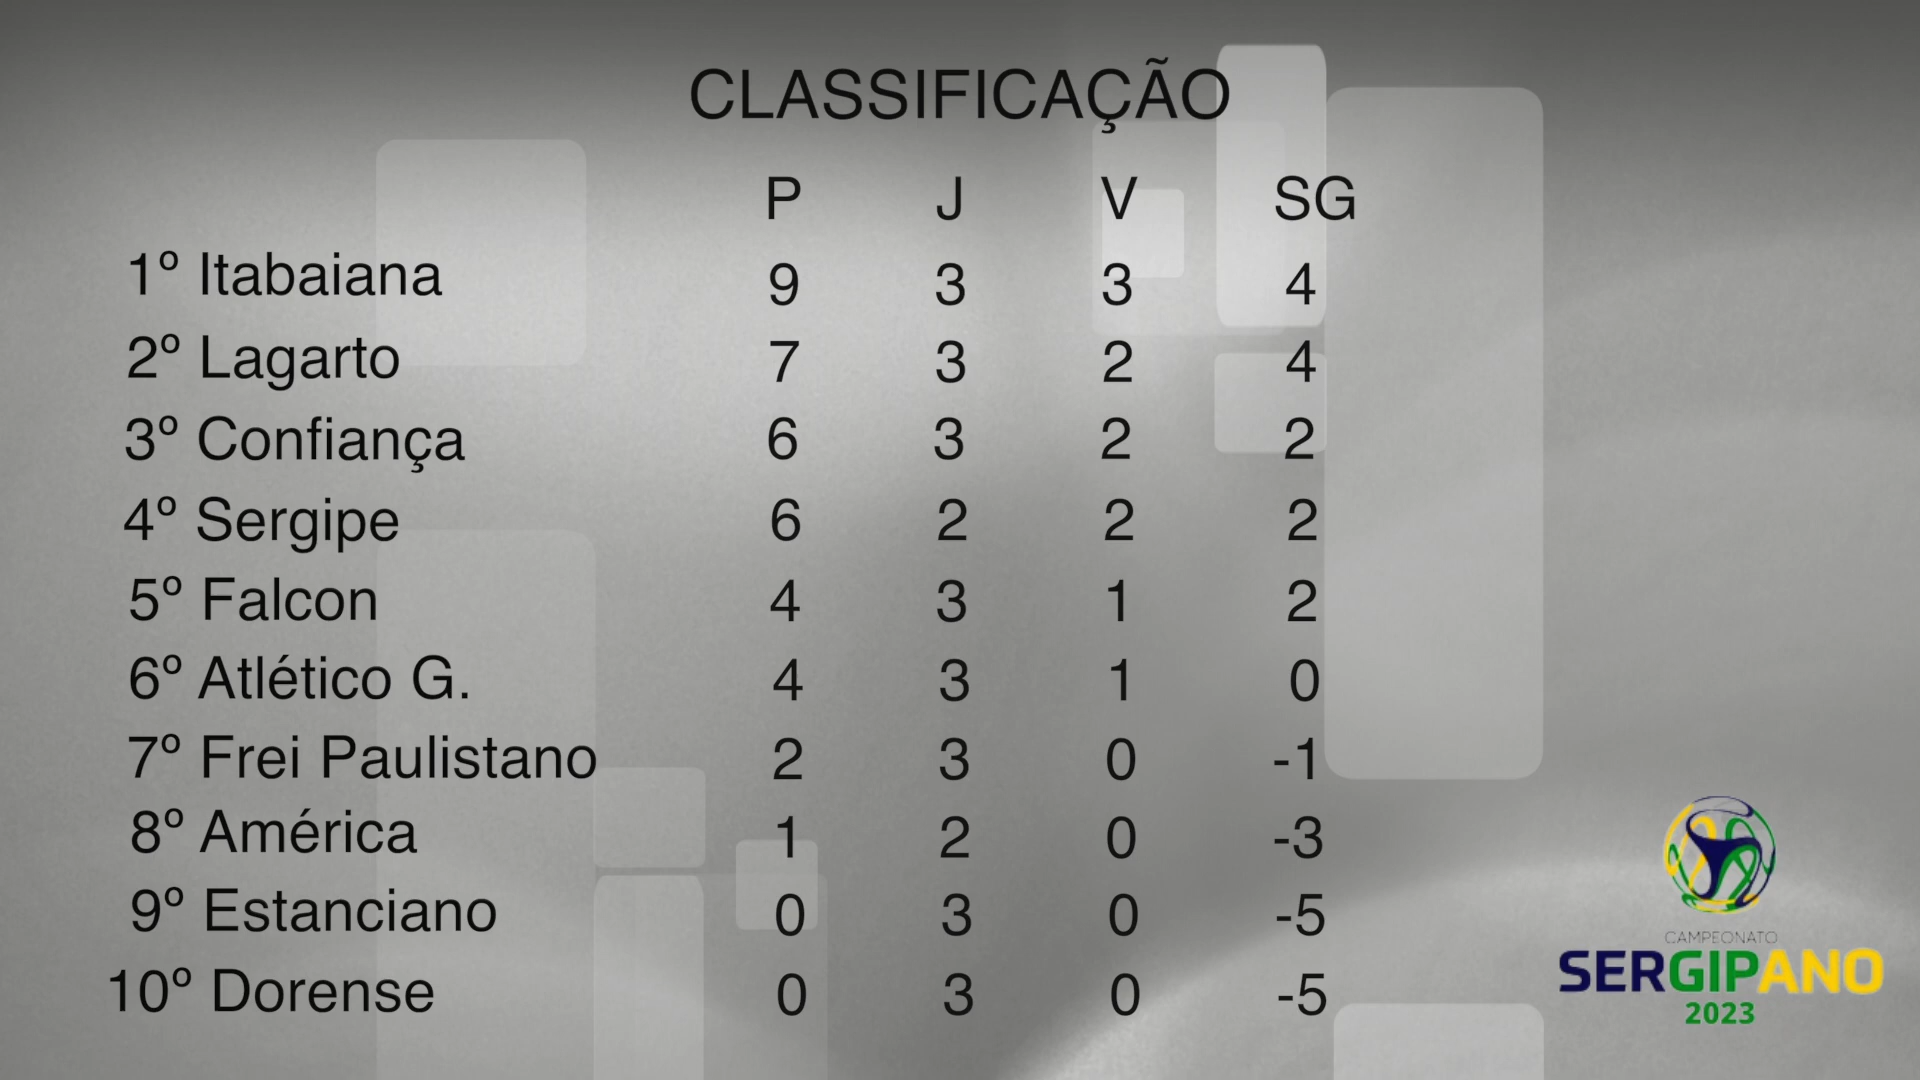 CLASSIFICAÇÃO
P J V SG
1º Itabaiana 9 3 3 4
2º Lagarto 7 3 2 4
3º Confiança 6 3 2 2
4º Sergipe 6 2 2 2
5º Falcon 4 3 1 2
6º Atlético G. 4 3 1 0
7º Frei Paulistano 2 3 0 -1
8º América 1 2 0 -3
9º Estanciano 0 3 0 -5
10º Dorense 0 3 0 -5
CAMPEONATO
SERGIPANO
2023